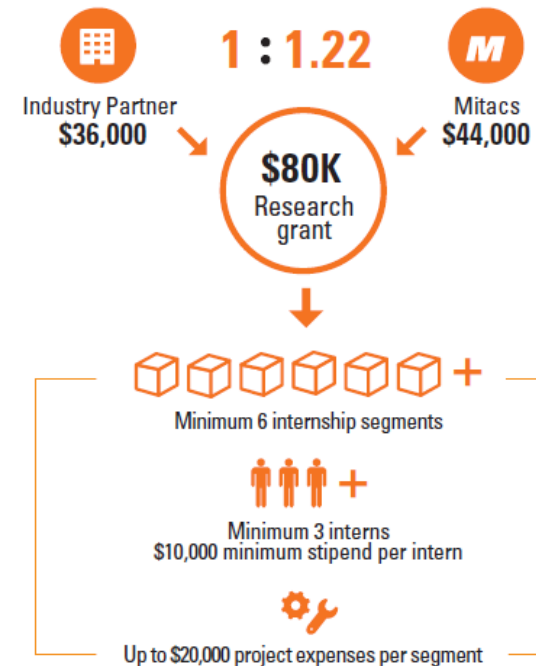 1 : 1.22
M
Industry Partner
$36,000
Mitacs
$44,000
$80K
Research
grant
+
Minimum 6 internship segments
+
Minimum 3 interns
$10,000 minimum stipend per intern
Up to $20,000 project expenses per segment